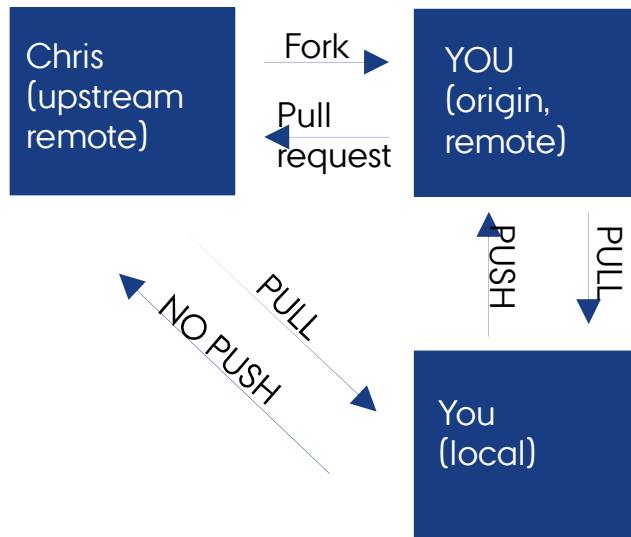 Chris
(upstream
remote)
Fork
Pull
request
YOU
(origin,
remote)
PUSH
PULL
PULL
NO PUSH
You
(local)